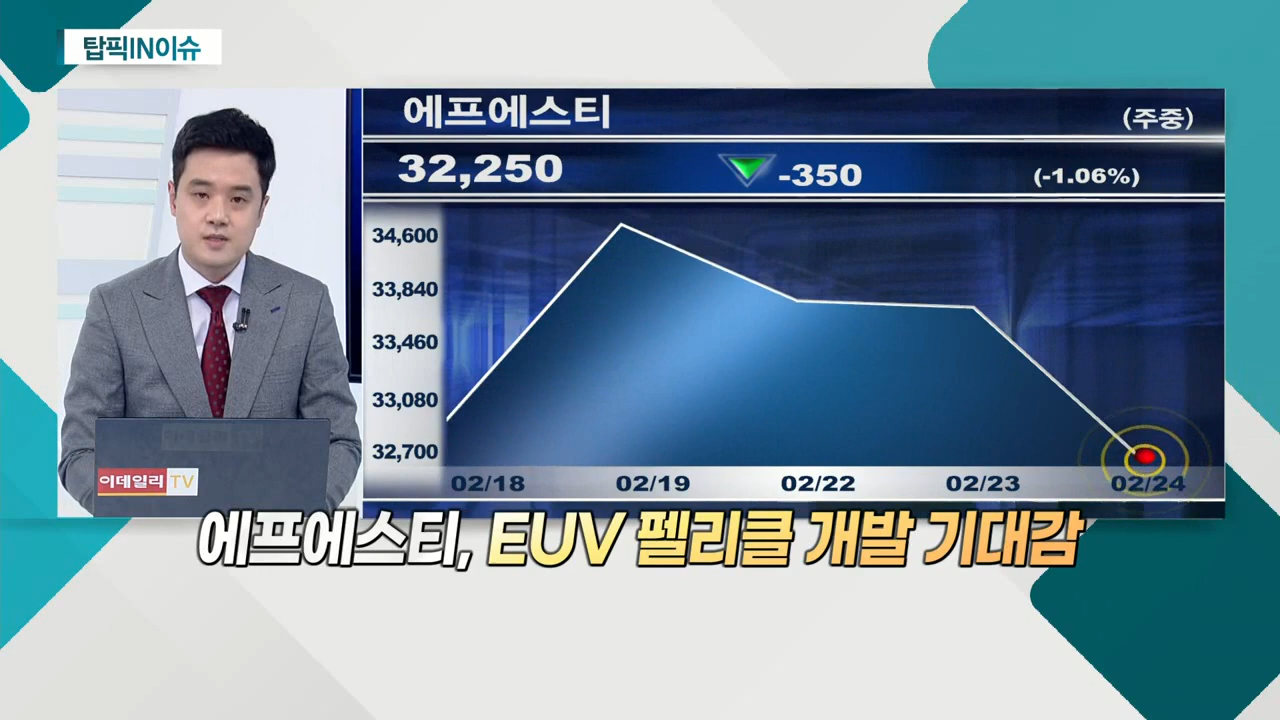 탑픽IN이슈
에프에스티 (주중)
32,250 -350 (-1.06%)
34,600
33,840
33,460
33,080
32,700
02/18 02/19 02/22 02/23 02/24
이데일리TV
에프에스티, EUV 펠리클 개발 기대감